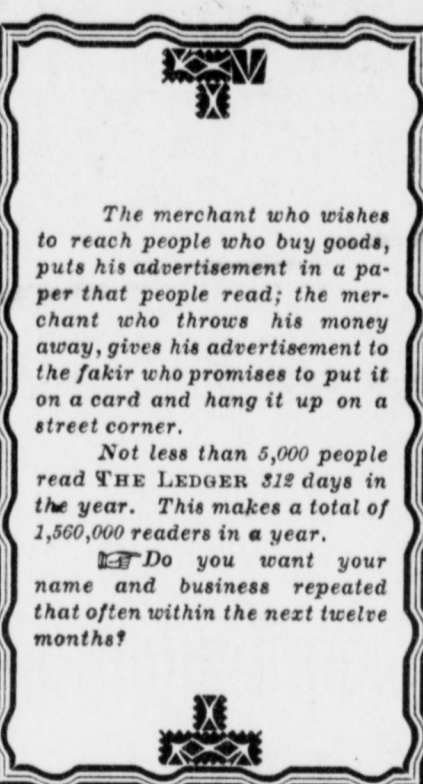 The merchant who wishes
to reach people who buy goods,
puts his advertisement in a pa-
per that people read; the mer-
chant who throws his money
away, gives his advertisement to
the fakir who promises to put it
on a card and hang it up on a
street corner.
Not less than 5,000 people
read THE LEDGER 312 days in
the year. This makes a total of
1,560,000 readers in a year.
☞Do you want your
name and business repeated
that often within the next twelve
months?